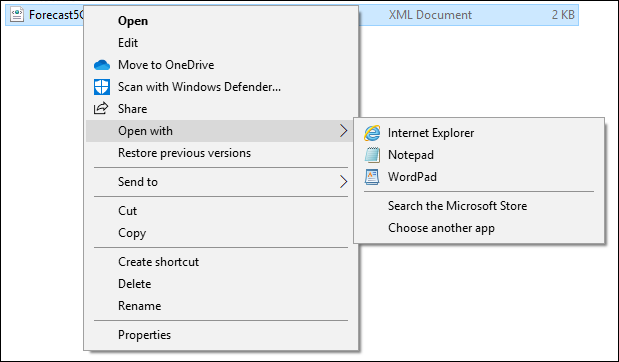 Forecast5 XML Document 2 KB
Open
Edit
Move to OneDrive
Scan with Windows Defender...
Share
Open with
Restore previous versions
Send to
Cut
Copy
Create shortcut
Delete
Rename
Properties
Internet Explorer
Notepad
WordPad
Search the Microsoft Store
Choose another app